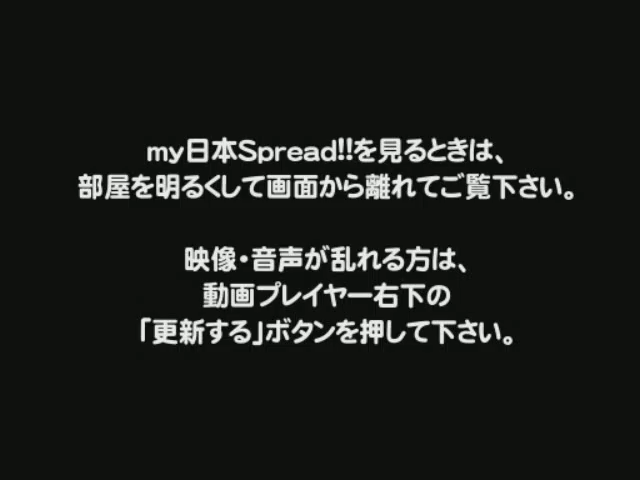 my日本Spread!!を見るときは、
部屋を明るくして画面から離れてご覧下さい。
映像・音声が乱れる方は、
動画プレイヤー右下の
「更新する」ボタンを押して下さい。